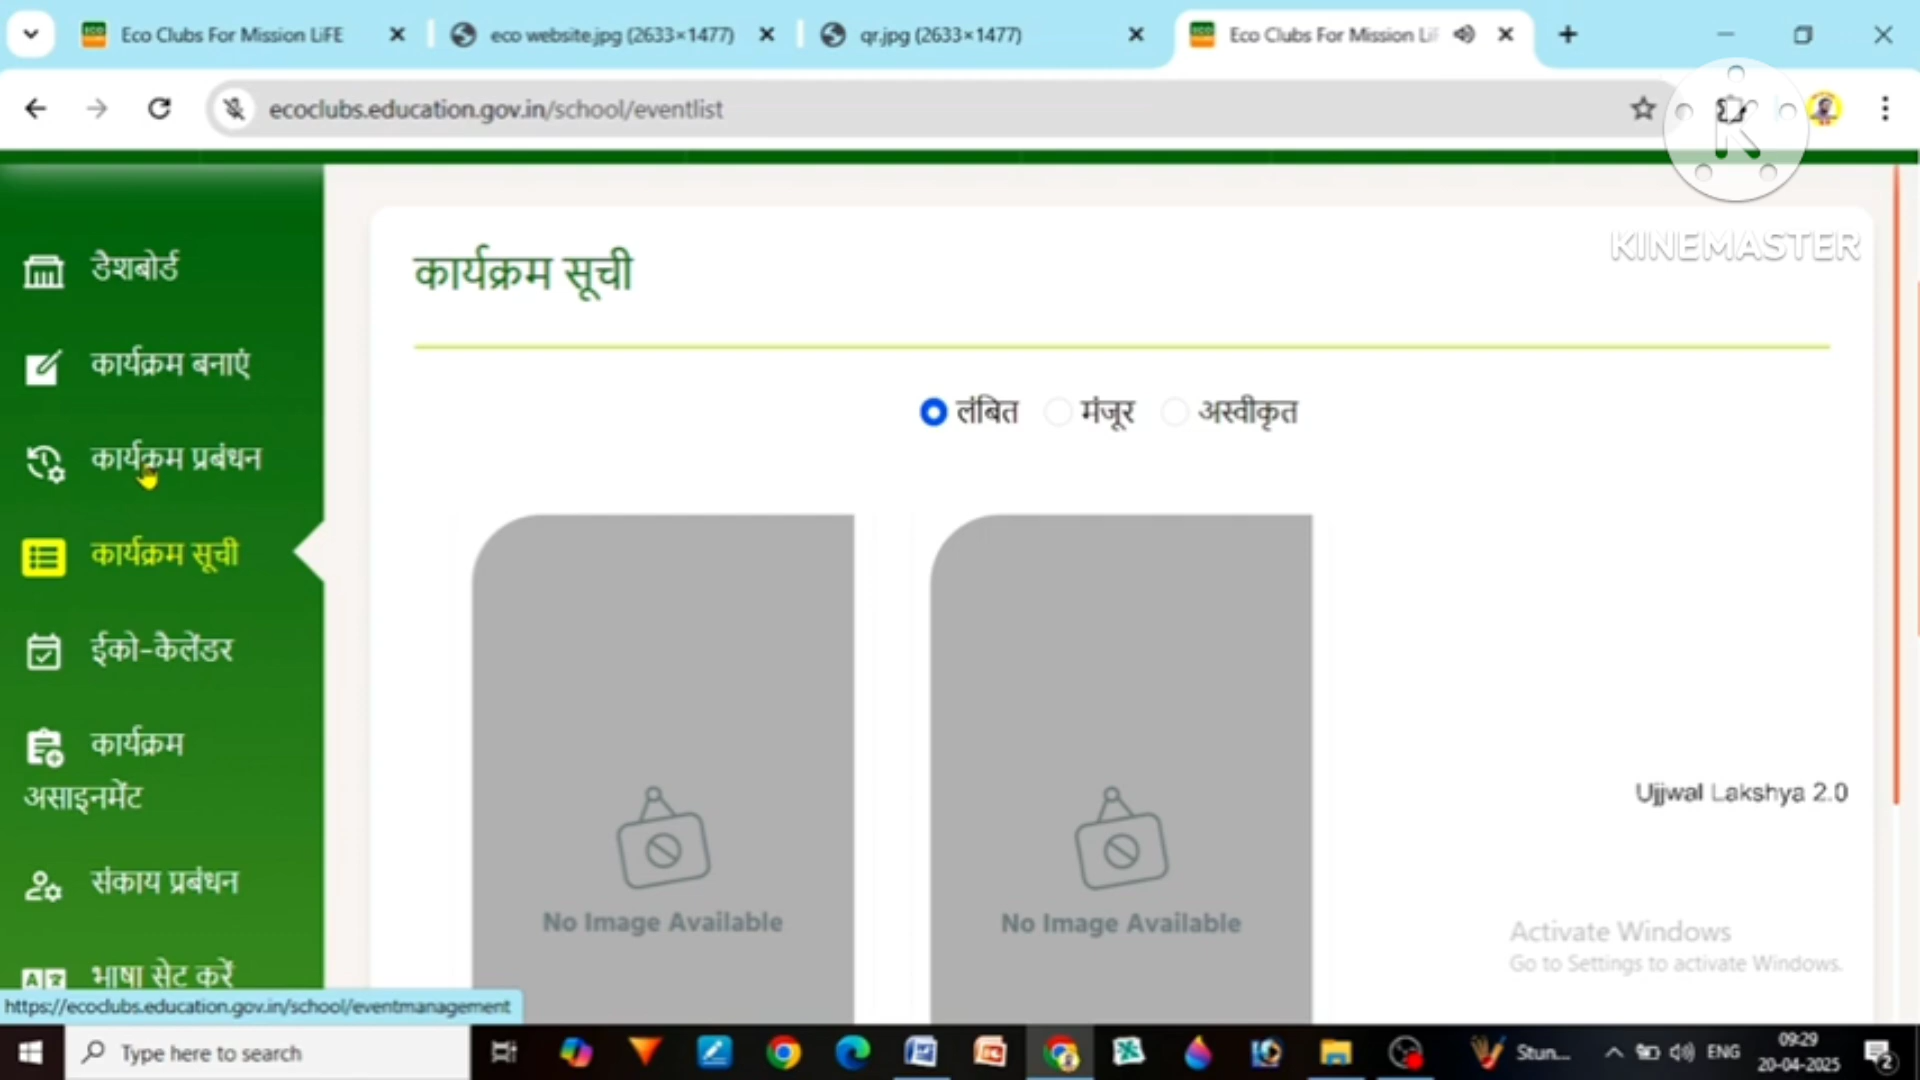 Eco Clubs For Mission LiFE
eco website.jpg (2633×1477)
qr.jpg (2633×1477)
Eco Clubs For Mission LiF
ecoclubs.education.gov.in/school/eventlist
KINEMASTER
डैशबोर्ड
कार्यक्रम बनाएं
कार्यक्रम प्रबंधन
कार्यक्रम सूची
ईको-कैलेंडर
कार्यक्रम
असाइनमेंट
संकाय प्रबंधन
भाषा सेट करें
कार्यक्रम सूची
लंबित
मंजूर
अस्वीकृत
No Image Available
No Image Available
Ujjwal Lakshya 2.0
Activate Windows
Go to Settings to activate Windows.
https://ecoclubs.education.gov.in/school/eventmanagement
Type here to search
Stun...
ENG
09:29
20-04-2025
2